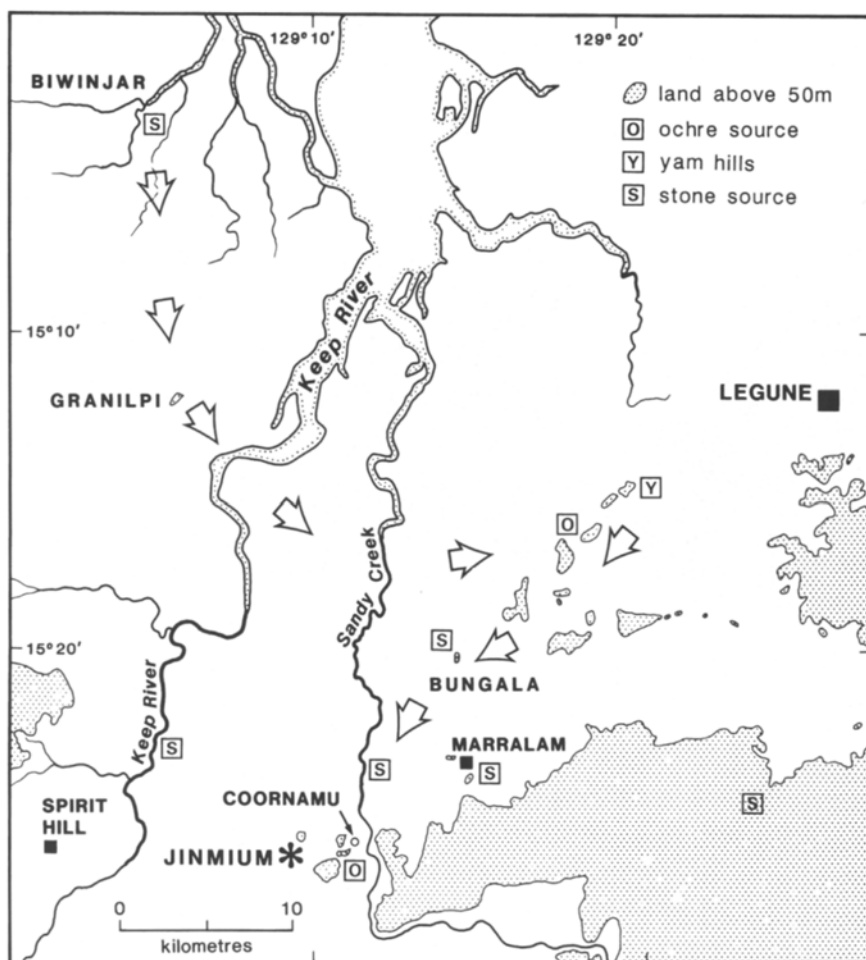 129° 10'
129° 20'
BIWINJAR
land above 50m
O ochre source
Y yam hills
S stone source
S
15° 10'
Keep River
GRANILPI
LEGUNE
Y
O
Sandy Creek
15° 20'
S
BUNGALA
Keep River
S
MARRALAM
S
S
S
SPIRIT
HILL
COORNAMU
JINMIUM
O
0 10
kilometres